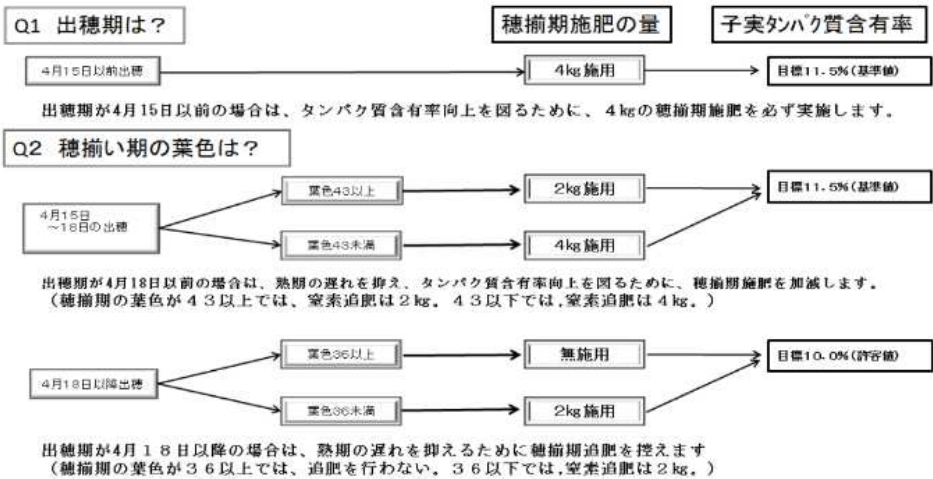 Q1 出穂期は？
穂揃期施肥の量
子実タンパク質含有率
4月15日以前出穂
4kg施用
目標11.5%(基準値)
出穂期が4月15日以前の場合は、タンパク質含有率向上を図るために、4kgの穂揃期施肥を必ず実施します。
Q2 穂揃い期の葉色は？
葉色43以上
2kg施用
目標11.5%(基準値)
4月15日
～18日の出穂
葉色43未満
4kg施用
出穂期が4月18日以前の場合は、熟期の遅れを抑え、タンパク質含有率向上を図るために、穂揃期施肥を加減します。
（穂揃期の葉色が４３以上では、窒素追肥は２kg。４３以下では，窒素追肥は４kg。）
葉色36以上
無施用
目標10.0%(許容値)
4月18日以降出穂
葉色36未満
2kg施用
出穂期が4月１８日以降の場合は、熟期の遅れを抑えるために穂揃期追肥を控えます
（穂揃期の葉色が３６以上では、追肥を行わない。３６以下では，窒素追肥は２kg。）